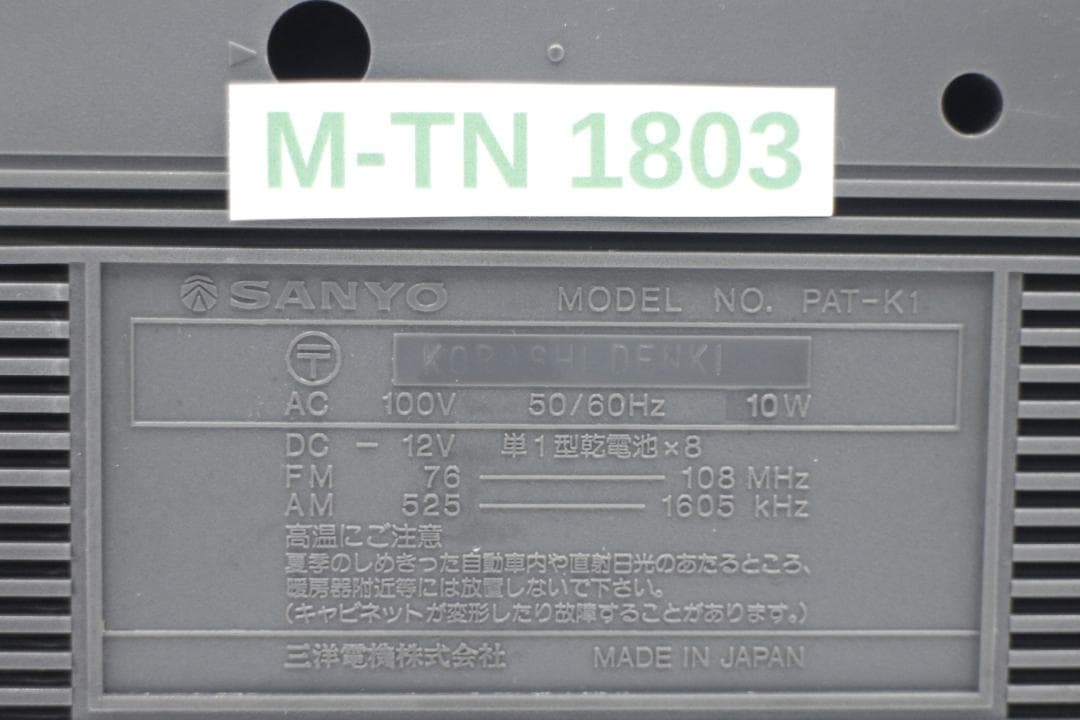 M-TN 1803
SANYO MODEL NO. PAT-K1
〒 DENKI
AC 100V 50/60Hz 10W
DC - 12V 単1型乾電池×8
FM 76 — 108 MHz
AM 525 — 1605 kHz
高温にご注意
夏季のしめきった自動車内や直射日光のあたるところ、
暖房器附近等には放置しないで下さい。
(キャビネットが変形したり故障することがあります。)
三洋電機株式会社 MADE IN JAPAN